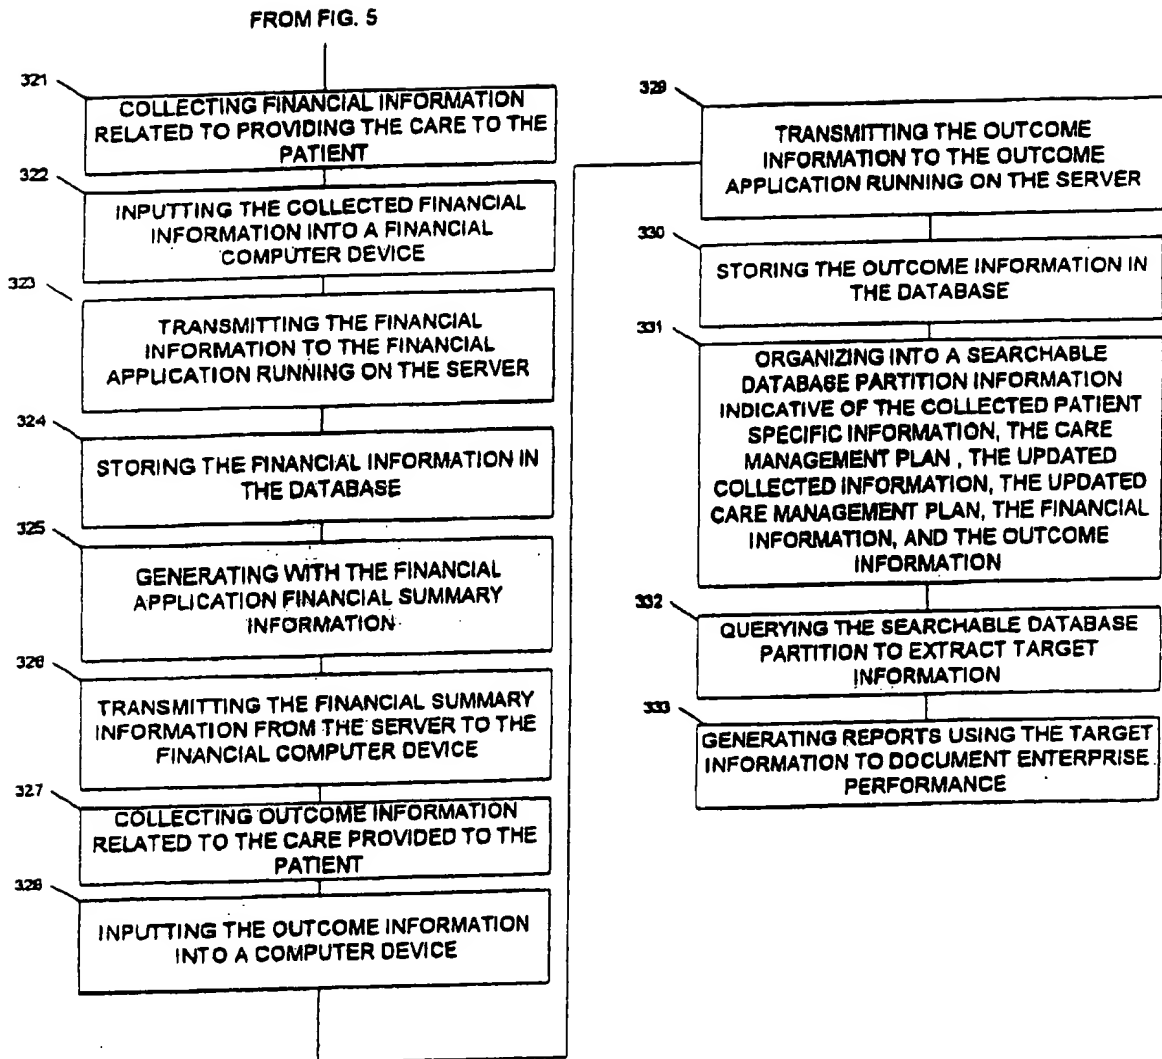 FROM FIG. 5
321
COLLECTING FINANCIAL INFORMATION
RELATED TO PROVIDING THE CARE TO THE
PATIENT
322
INPUTTING THE COLLECTED FINANCIAL
INFORMATION INTO A FINANCIAL
COMPUTER DEVICE
323
TRANSMITTING THE FINANCIAL
INFORMATION TO THE FINANCIAL
APPLICATION RUNNING ON THE SERVER
324
STORING THE FINANCIAL INFORMATION IN
THE DATABASE
325
GENERATING WITH THE FINANCIAL
APPLICATION FINANCIAL SUMMARY
INFORMATION
326
TRANSMITTING THE FINANCIAL SUMMARY
INFORMATION FROM THE SERVER TO THE
FINANCIAL COMPUTER DEVICE
327
COLLECTING OUTCOME INFORMATION
RELATED TO THE CARE PROVIDED TO THE
PATIENT
328
INPUTTING THE OUTCOME INFORMATION
INTO A COMPUTER DEVICE
329
TRANSMITTING THE OUTCOME
INFORMATION TO THE OUTCOME
APPLICATION RUNNING ON THE SERVER
330
STORING THE OUTCOME INFORMATION IN
THE DATABASE
331
ORGANIZING INTO A SEARCHABLE
DATABASE PARTITION INFORMATION
INDICATIVE OF THE COLLECTED PATIENT
SPECIFIC INFORMATION, THE CARE
MANAGEMENT PLAN , THE UPDATED
COLLECTED INFORMATION, THE UPDATED
CARE MANAGEMENT PLAN, THE FINANCIAL
INFORMATION, AND THE OUTCOME
INFORMATION
332
QUERYING THE SEARCHABLE DATABASE
PARTITION TO EXTRACT TARGET
INFORMATION
333
GENERATING REPORTS USING THE TARGET
INFORMATION TO DOCUMENT ENTERPRISE
PERFORMANCE